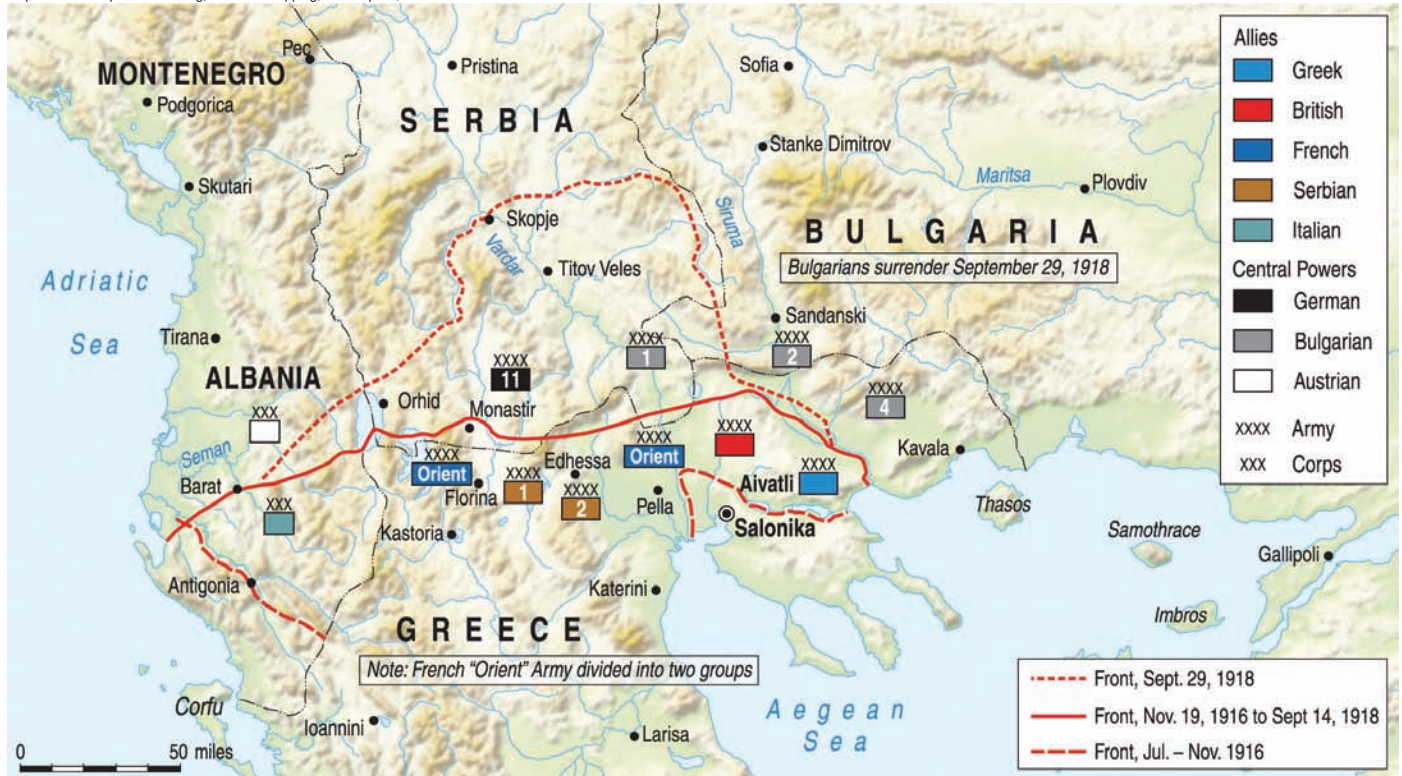 MONTENEGRO
Pec
Podgorica
Pristina
SERBIA
Sofia
Stanke Dimitrov
Maritsa
Plovdiv
Skutari
Skopje
Vardar
Siruma
BULGARIA
Bulgarians surrender September 29, 1918
Titov Veles
Adriatic
Sea
Tirana
ALBANIA
Sandanski
XXXX
1
XXXX
2
XXXX
11
XXXX
4
Orhid
Monastir
XXX
Seman
Barat
XXXX
Orient
Florina
XXXX
1
Edhessa
XXXX
2
XXXX
Orient
Pella
XXXX
Aivatli
XXXX
Kavala
Salonika
Thasos
Samothrace
Gallipoli
Imbros
XXX
Kastoria
Antigonia
Katerini
GREECE
Note: French “Orient” Army divided into two groups
Corfu
Ioannini
Larisa
Aegean
Sea
0
50 miles
Allies
Greek
British
French
Serbian
Italian
Central Powers
German
Bulgarian
Austrian
XXXX Army
XXX Corps
Front, Sept. 29, 1918
Front, Nov. 19, 1916 to Sept 14, 1918
Front, Jul. – Nov. 1916